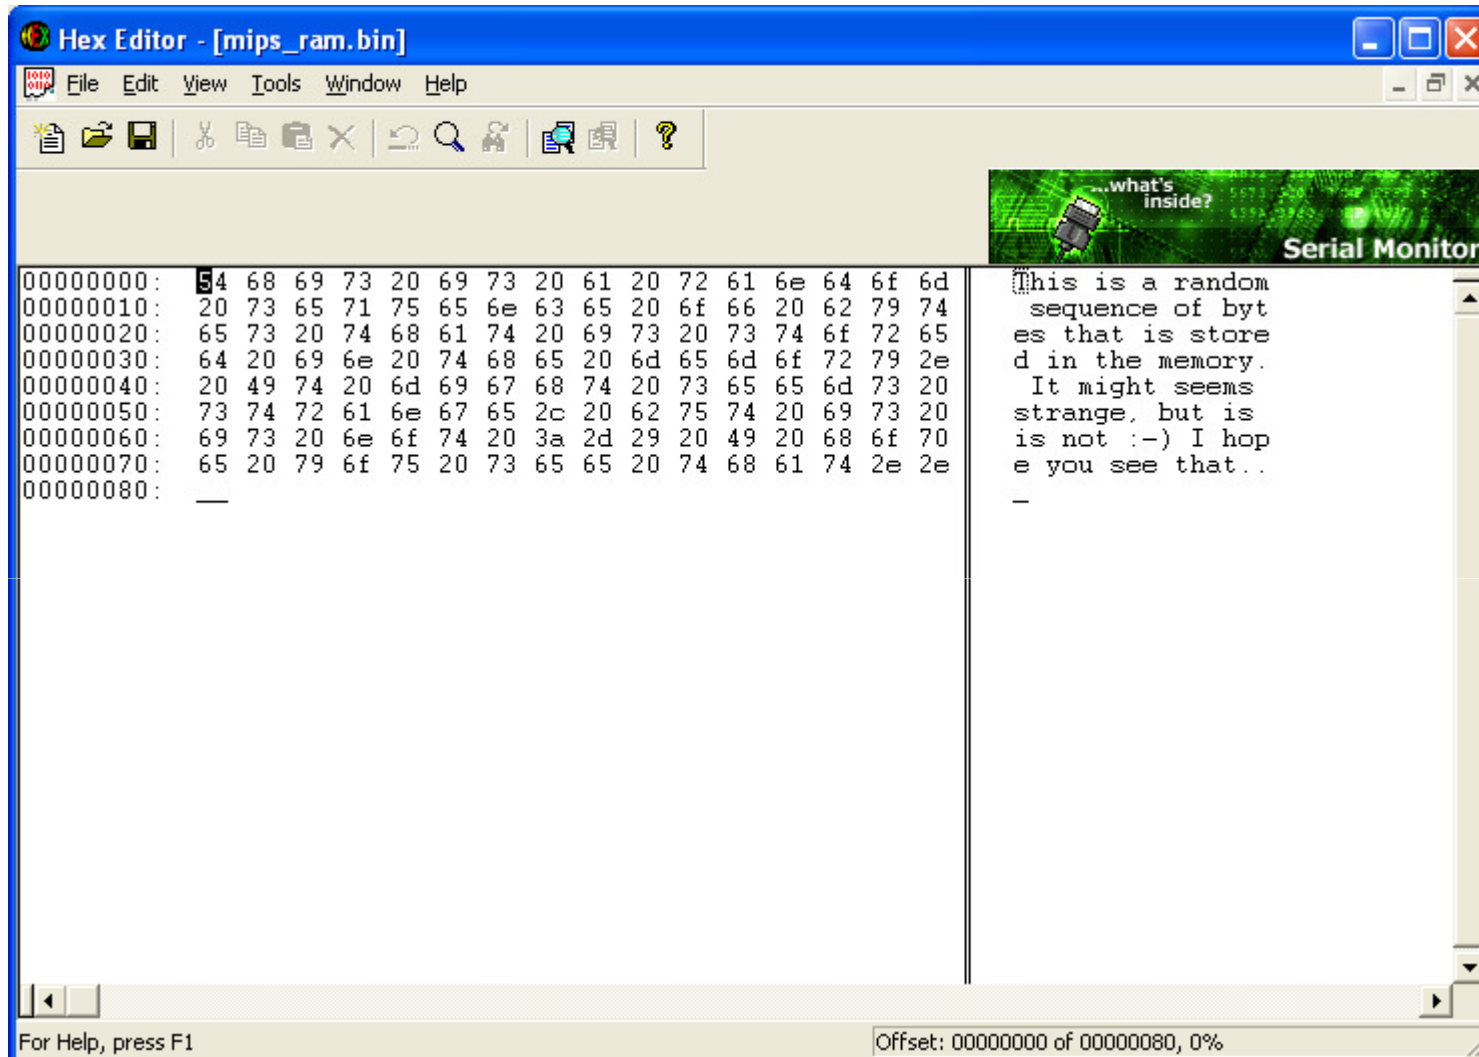 Hex Editor - [mips_ram.bin]
File Edit View Tools Window Help
...what's
inside?
Serial Monitor
00000000: 54 68 69 73 20 69 73 20 61 20 72 61 6e 64 6f 6d This is a random
00000010: 20 73 65 71 75 65 6e 63 65 20 6f 66 20 62 79 74  sequence of byt
00000020: 65 73 20 74 68 61 74 20 69 73 20 73 74 6f 72 65 es that is store
00000030: 64 20 69 6e 20 74 68 65 20 6d 65 6d 6f 72 79 2e d in the memory.
00000040: 20 49 74 20 6d 69 67 68 74 20 73 65 65 6d 73 20  It might seems
00000050: 73 74 72 61 6e 67 65 2c 20 62 75 74 20 69 73 20 strange, but is
00000060: 69 73 20 6e 6f 74 20 3a 2d 29 20 49 20 68 6f 70 is not :-) I hop
00000070: 65 20 79 6f 75 20 73 65 65 20 74 68 61 74 2e 2e e you see that..
00000080: __ _
For Help, press F1 Offset: 00000000 of 00000080, 0%